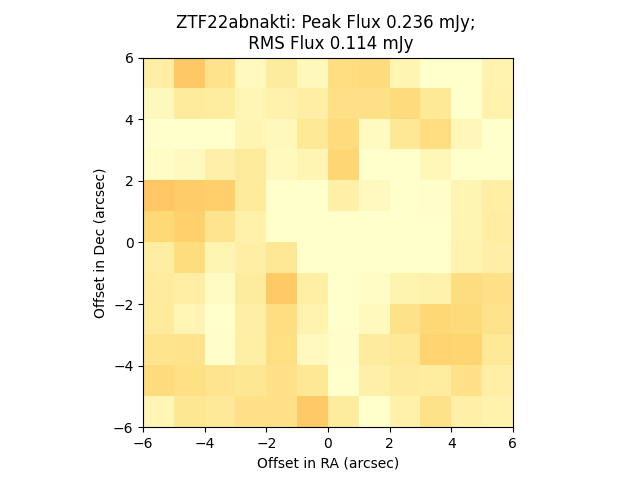 ZTF22abnakti: Peak Flux 0.236 mJy;
RMS Flux 0.114 mJy
6
4
2
0
−2
−4
−6
Offset in Dec (arcsec)
−6 −4 −2 0 2 4 6
Offset in RA (arcsec)